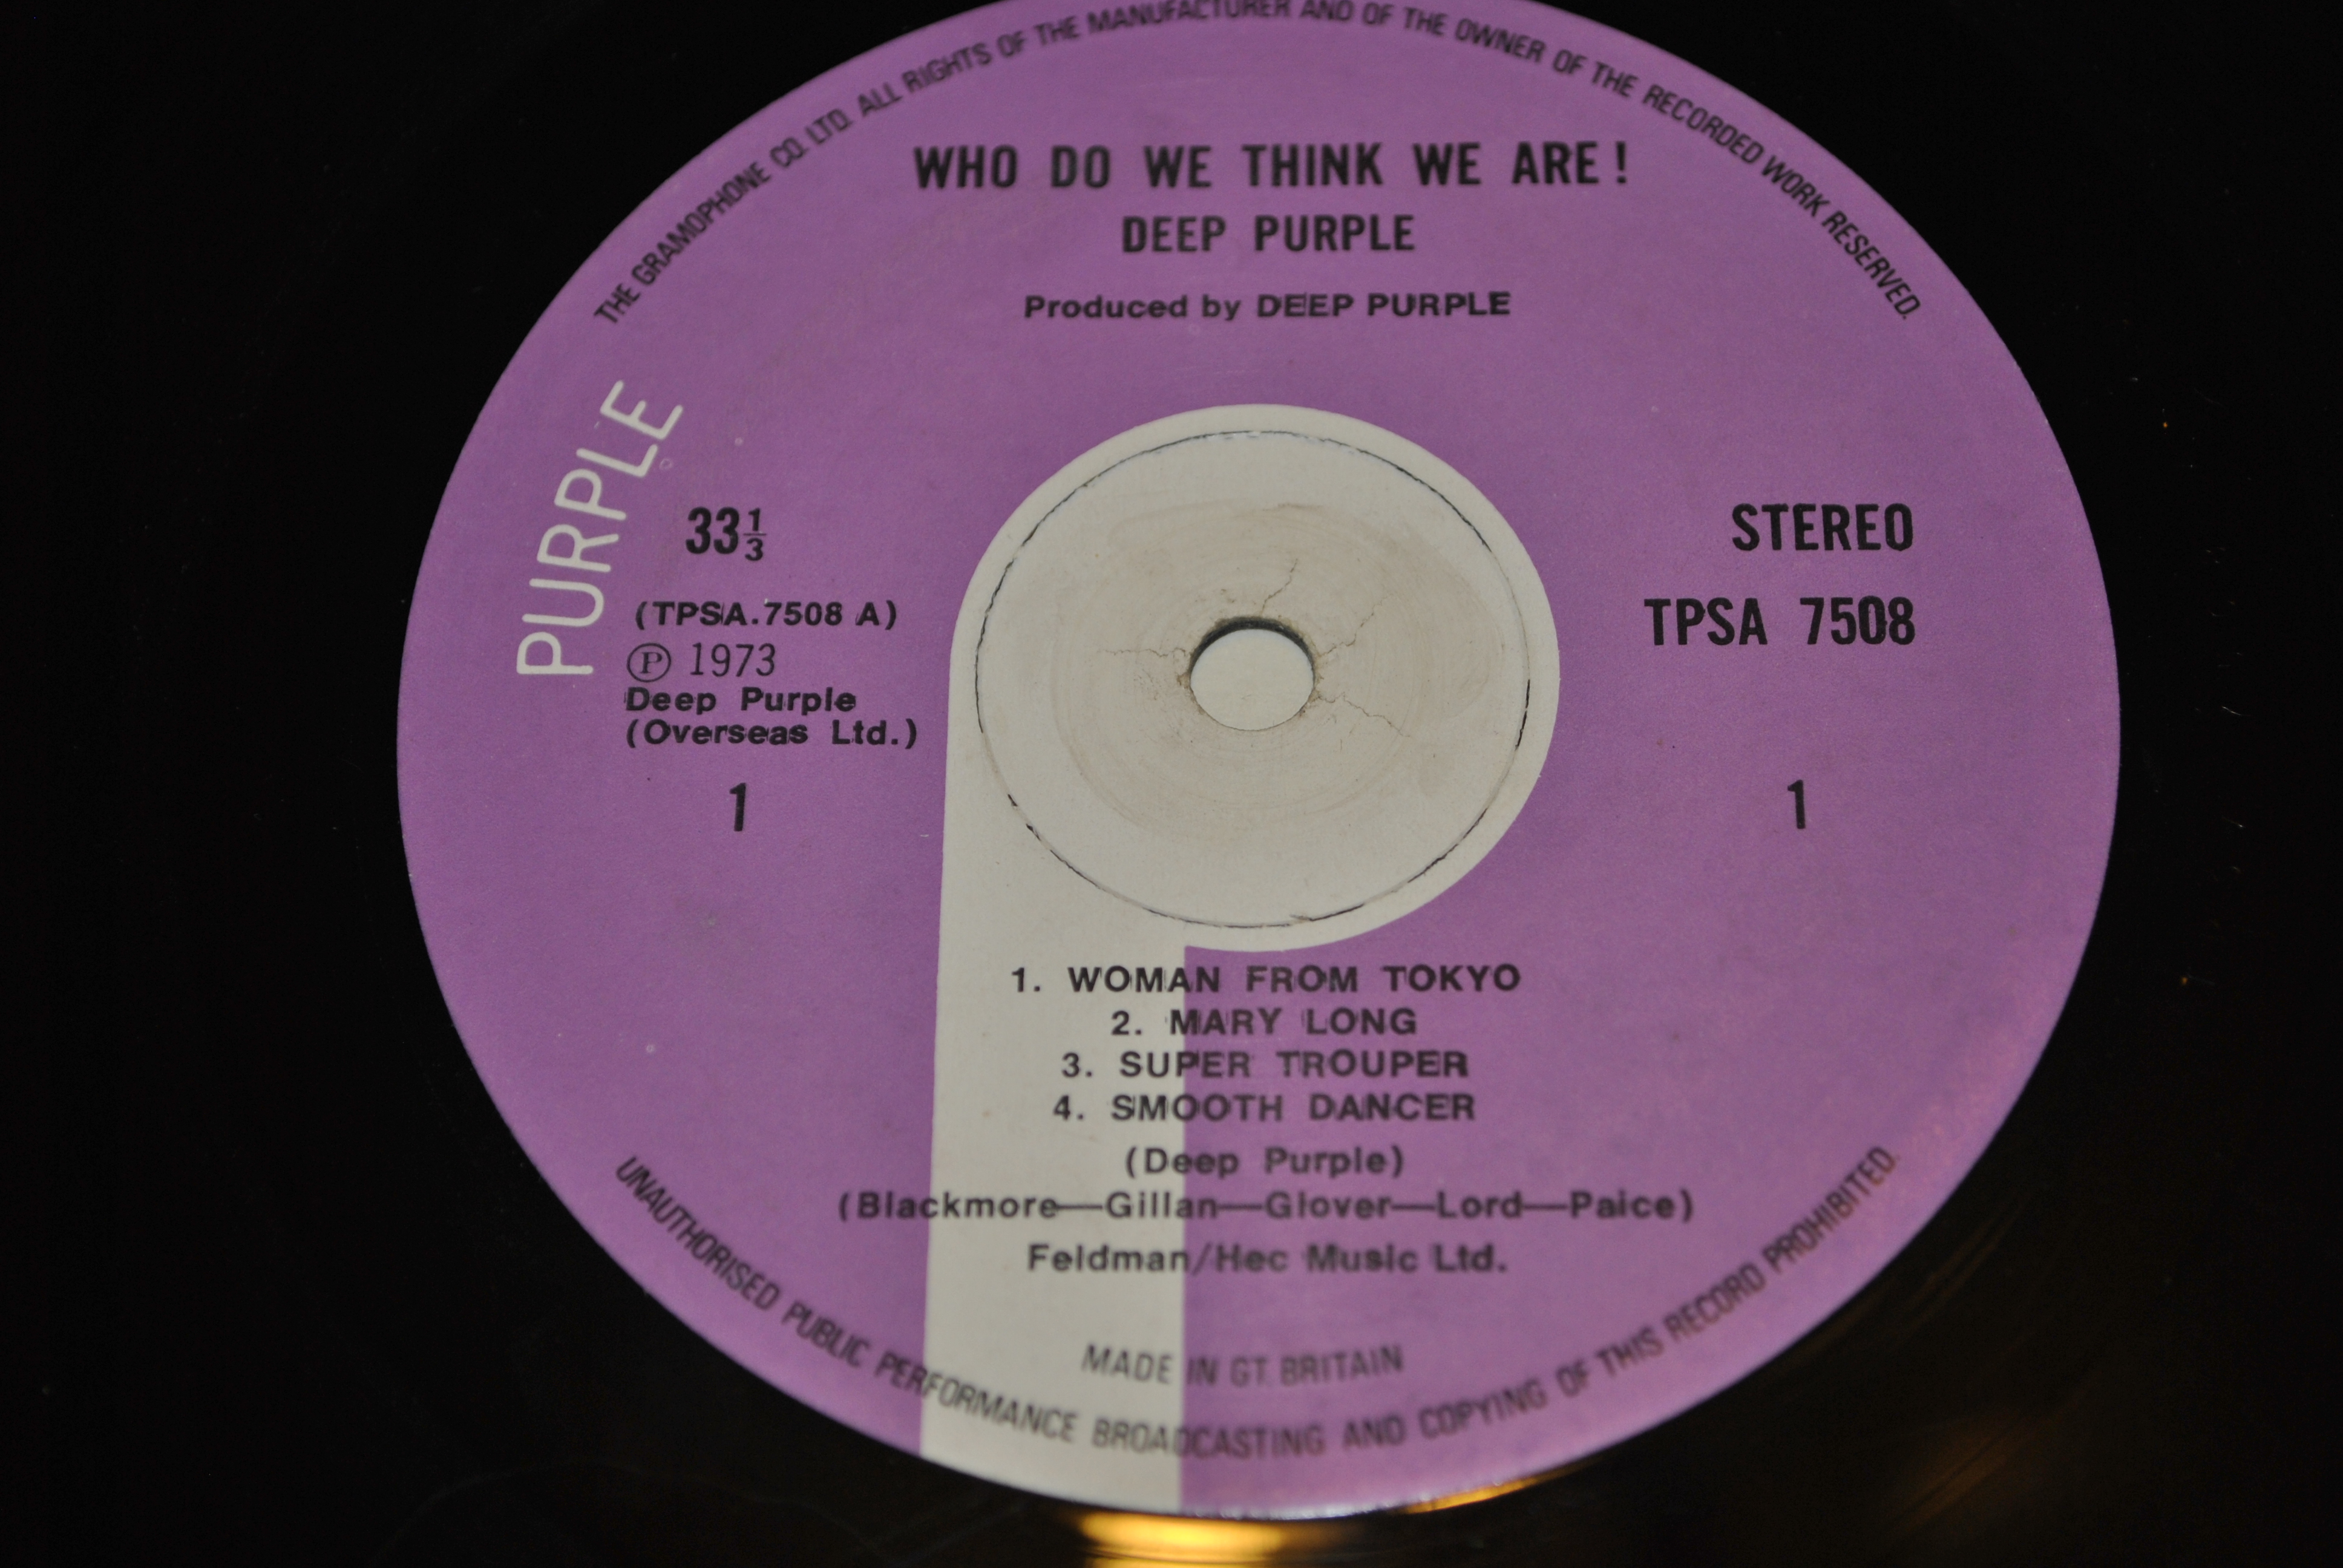 THE GRAMOPHONE CO. LTD. ALL RIGHTS OF THE MANUFACTURER AND OF THE OWNER OF THE RECORDED WORK RESERVED.
WHO DO WE THINK WE ARE!
DEEP PURPLE
Produced by DEEP PURPLE
PURPLE
33 1/3
STEREO
(TPSA.7508 A)
TPSA 7508
Ⓟ 1973
Deep Purple
(Overseas Ltd.)
1
1
1. WOMAN FROM TOKYO
2. MARY LONG
3. SUPER TROUPER
4. SMOOTH DANCER
(Deep Purple)
(Blackmore—Gillan—Glover—Lord—Paice)
Feldman/Hec Music Ltd.
MADE IN GT. BRITAIN
UNAUTHORISED PUBLIC PERFORMANCE BROADCASTING AND COPYING OF THIS RECORD PROHIBITED.